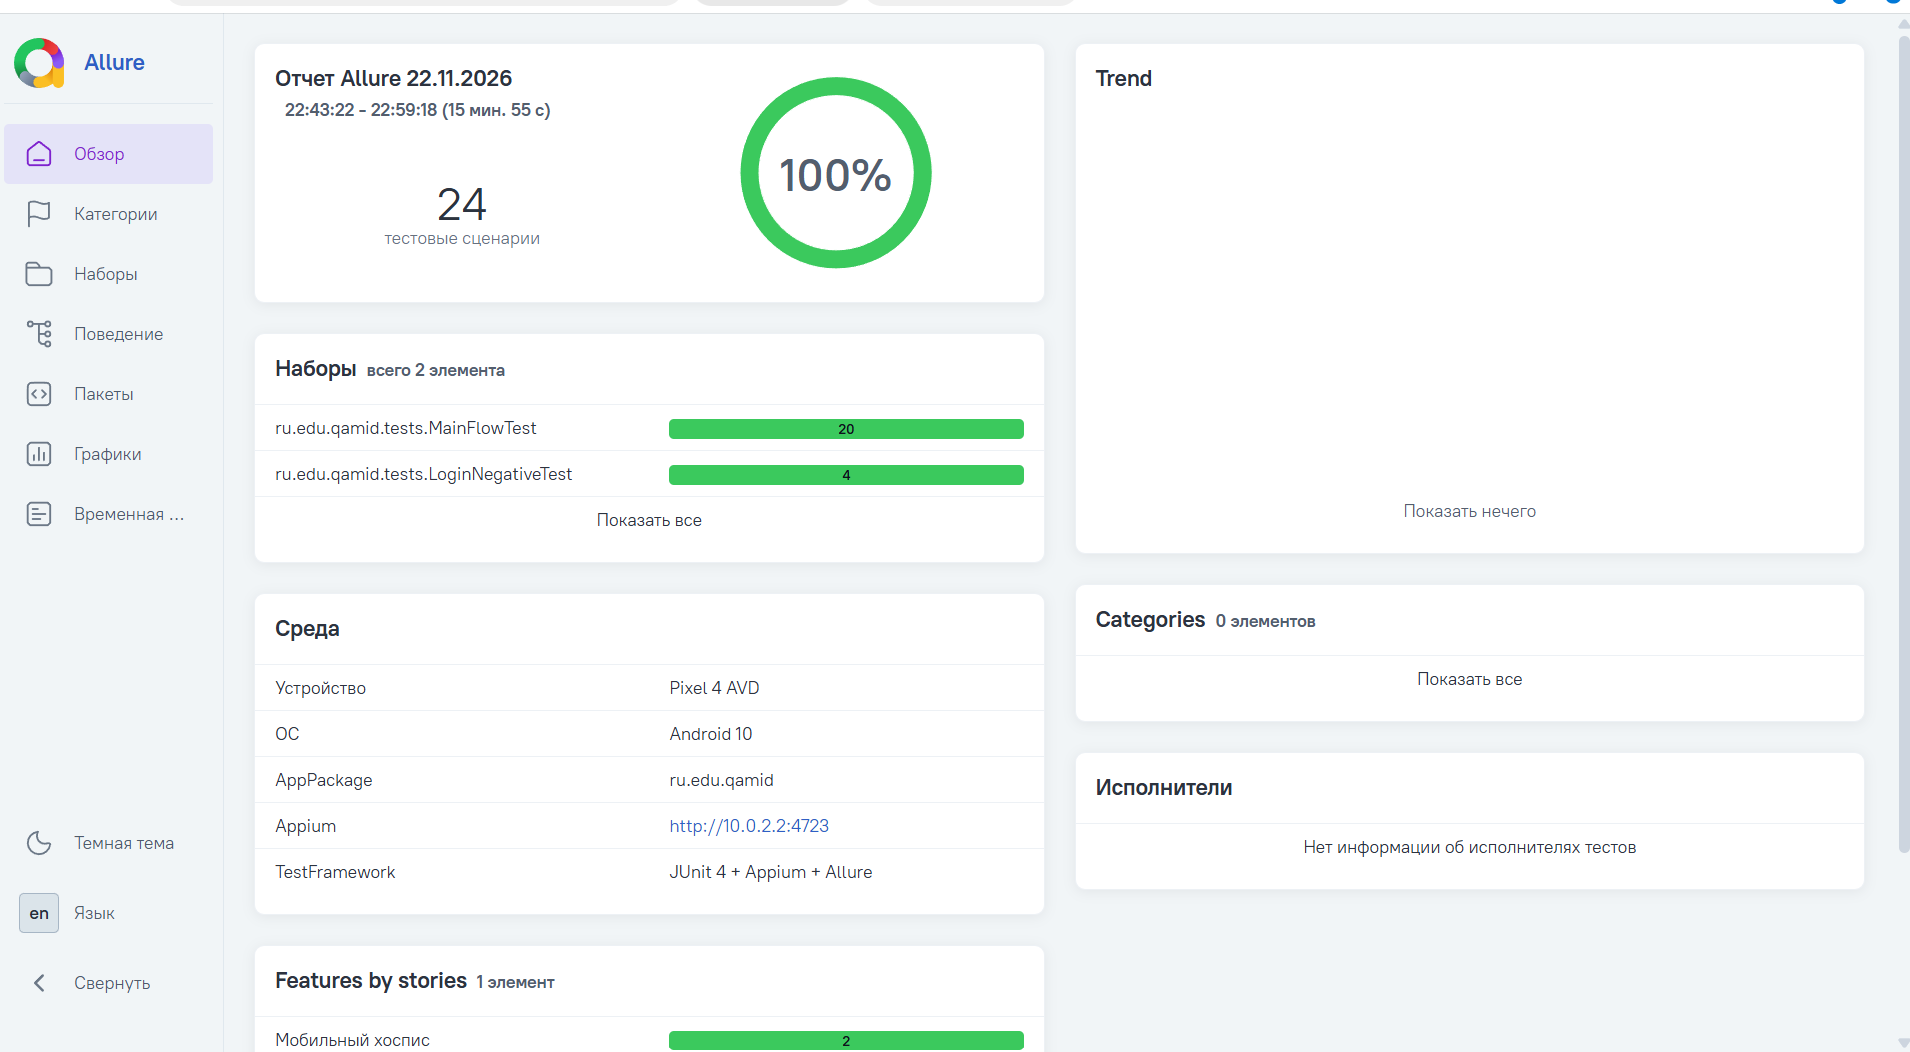 Allure
Обзор
Категории
Наборы
Поведение
Пакеты
Графики
Временная ...
Темная тема
en Язык
Свернуть
Отчет Allure 22.11.2026
22:43:22 - 22:59:18 (15 мин. 55 с)
24
тестовые сценарии
100%
Наборы всего 2 элемента
ru.edu.qamid.tests.MainFlowTest 20
ru.edu.qamid.tests.LoginNegativeTest 4
Показать все
Среда
Устройство Pixel 4 AVD
ОС Android 10
AppPackage ru.edu.qamid
Appium http://10.0.2.2:4723
TestFramework JUnit 4 + Appium + Allure
Features by stories 1 элемент
Мобильный хоспис 2
Trend
Показать нечего
Categories 0 элементов
Показать все
Исполнители
Нет информации об исполнителях тестов